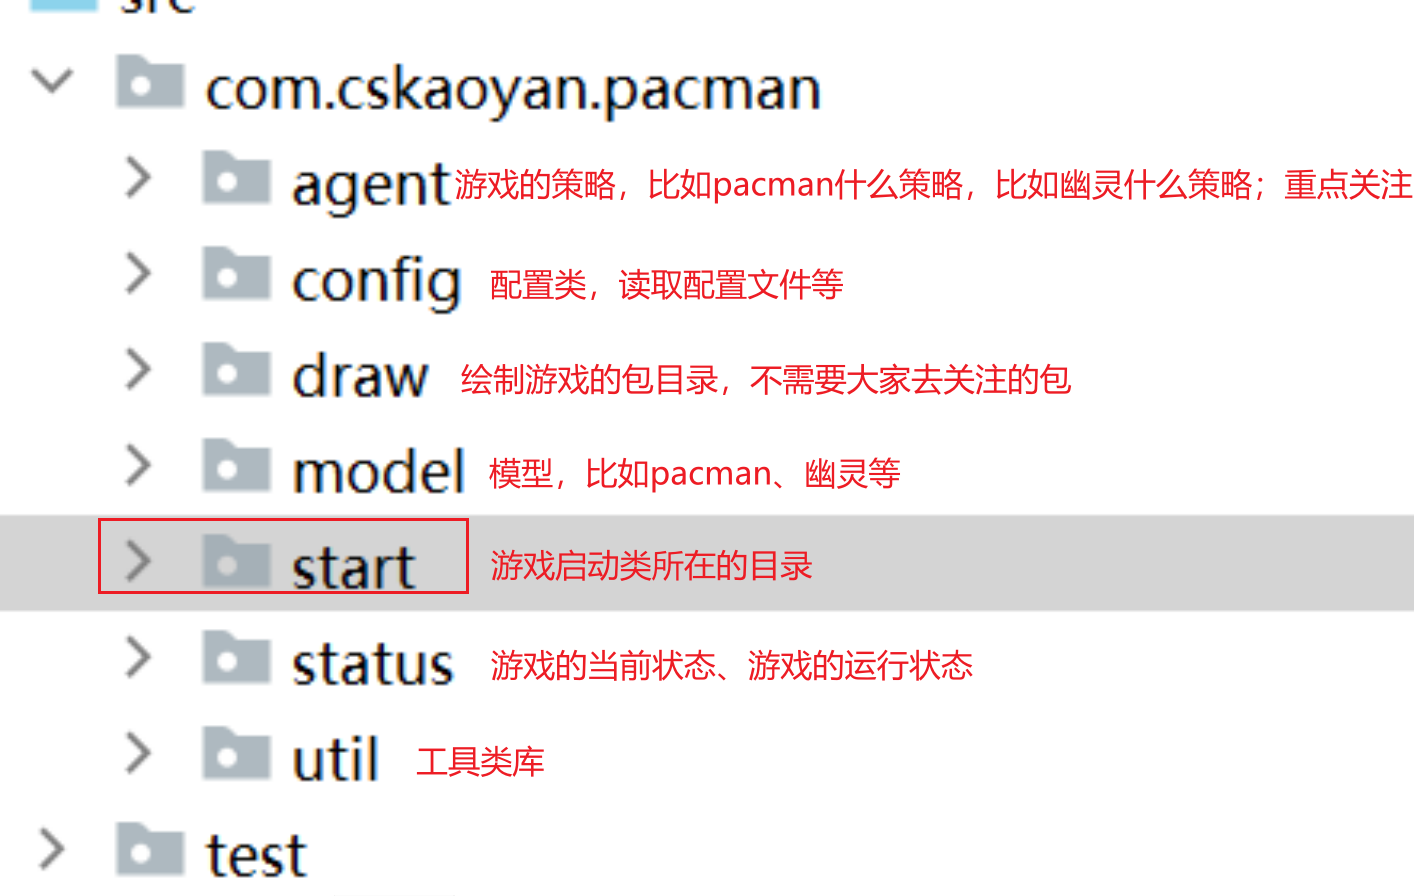 src
com.cskaoyan.pacman
agent 游戏的策略，比如pacman什么策略，比如幽灵什么策略；重点关注
config 配置类，读取配置文件等
draw 绘制游戏的包目录，不需要大家去关注的包
model 模型，比如pacman、幽灵等
start 游戏启动类所在的目录
status 游戏的当前状态、游戏的运行状态
util 工具类库
test